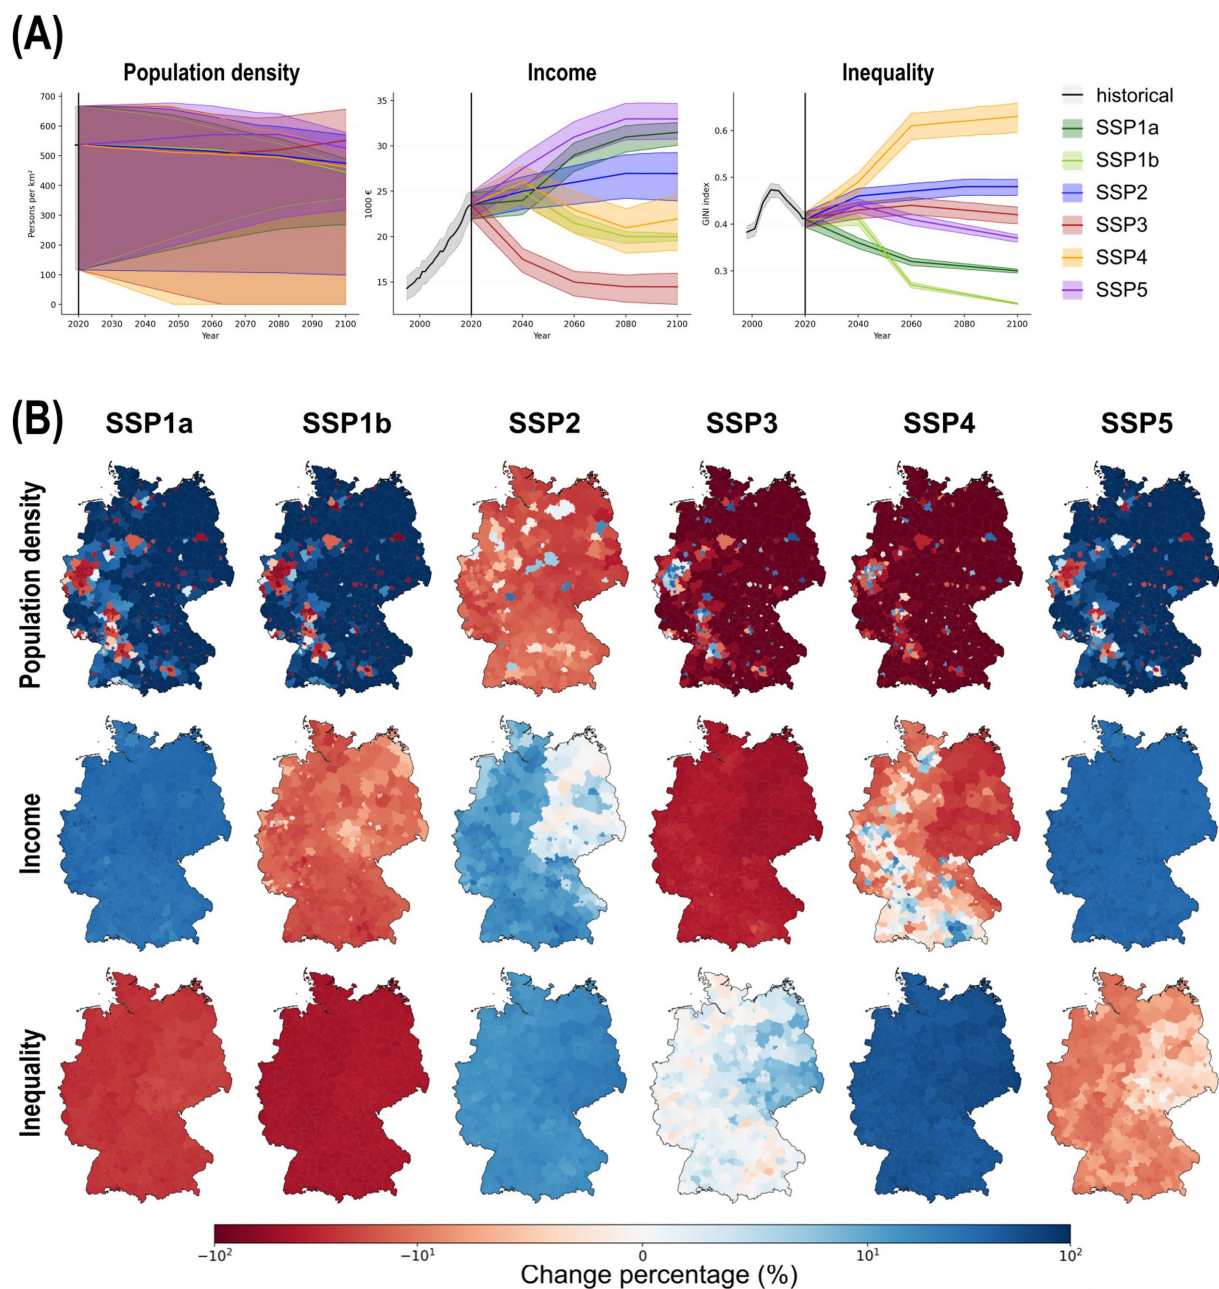 (A)
Population density
Income
Inequality
700
600
500
400
300
200
100
0
Persons per km²
2020 2030 2040 2050 2060 2070 2080 2090 2100
Year
35
30
25
20
15
1000 €
2000 2020 2040 2060 2080 2100
Year
0.6
0.5
0.4
0.3
GINI index
2000 2020 2040 2060 2080 2100
Year
historical
SSP1a
SSP1b
SSP2
SSP3
SSP4
SSP5
(B)
SSP1a SSP1b SSP2 SSP3 SSP4 SSP5
Population density
Income
Inequality
−10² −10¹ 0 10¹ 10²
Change percentage (%)